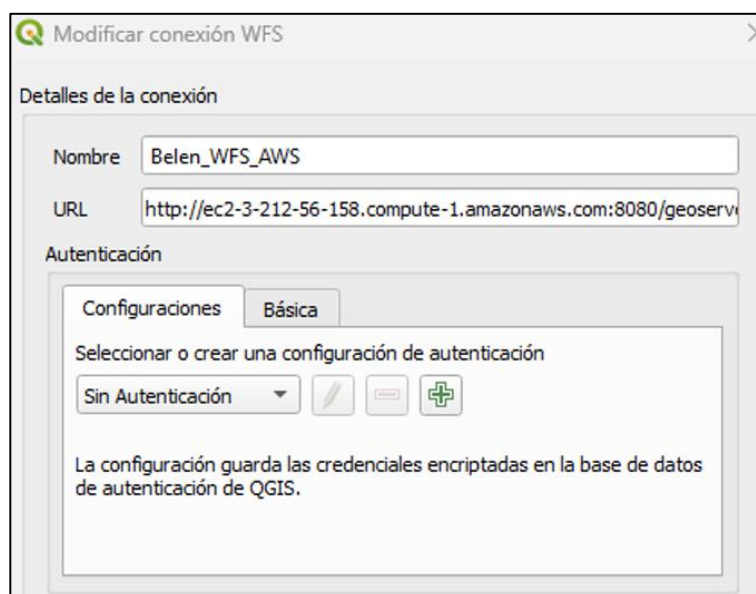 Modificar conexión WFS
Detalles de la conexión
Nombre Belen_WFS_AWS
URL http://ec2-3-212-56-158.compute-1.amazonaws.com:8080/geoserv
Autenticación
Configuraciones Básica
Seleccionar o crear una configuración de autenticación
Sin Autenticación
La configuración guarda las credenciales encriptadas en la base de datos
de autenticación de QGIS.